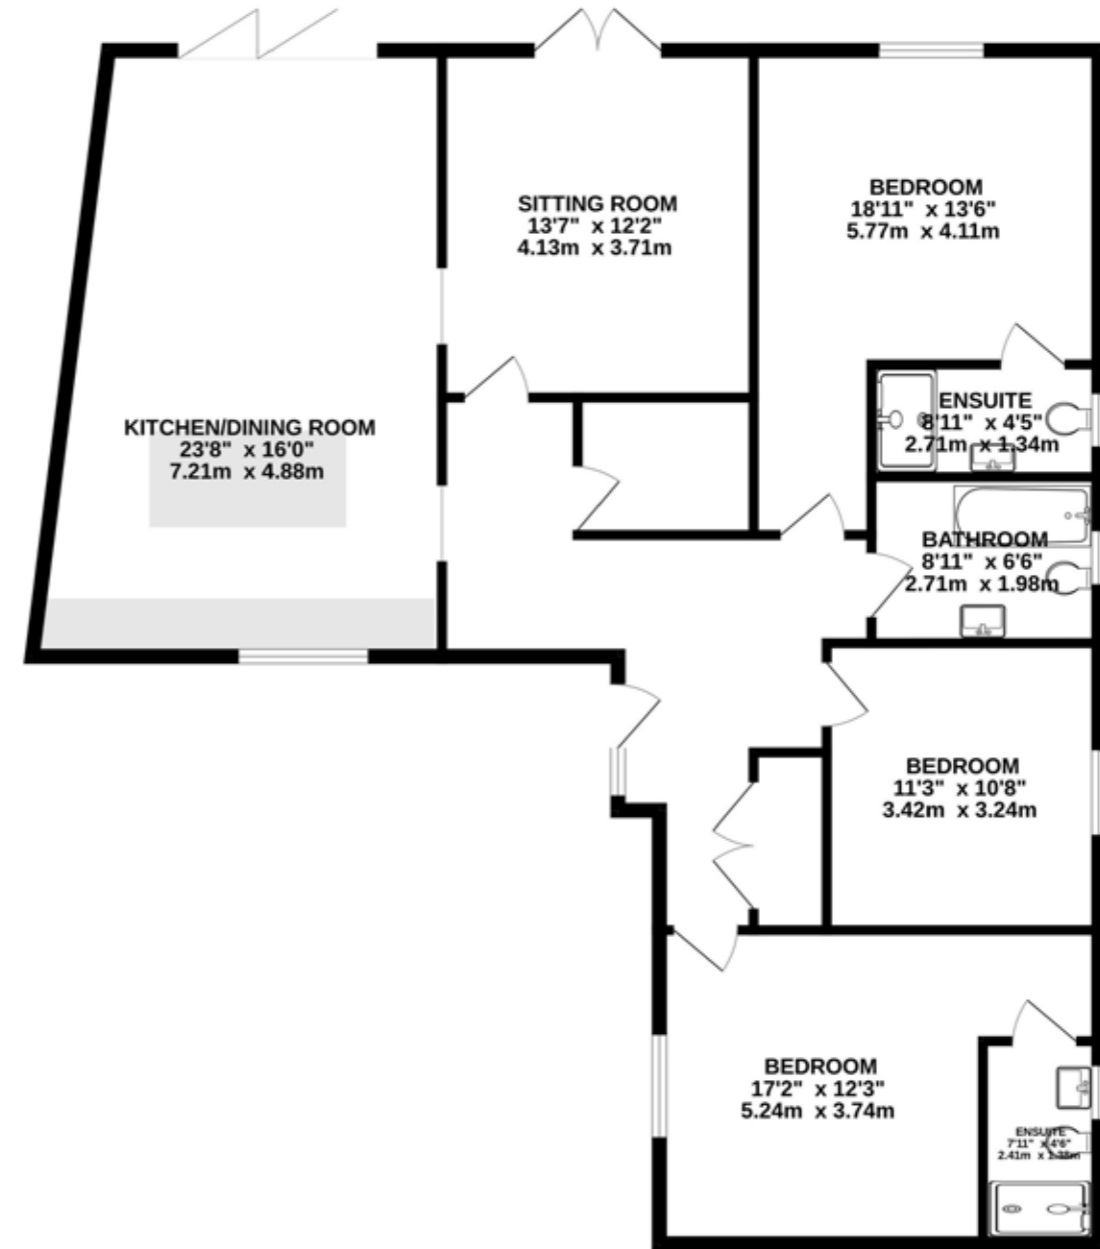 SITTING ROOM
13'7" x 12'2"
4.13m x 3.71m
BEDROOM
18'11" x 13'6"
5.77m x 4.11m
KITCHEN/DINING ROOM
23'8" x 16'0"
7.21m x 4.88m
ENSUITE
8'11" x 4'5"
2.71m x 1.34m
BATHROOM
8'11" x 6'6"
2.71m x 1.98m
BEDROOM
11'3" x 10'8"
3.42m x 3.24m
BEDROOM
17'2" x 12'3"
5.24m x 3.74m
ENSUITE
7'11" x 4'6"
2.41m x 1.38m